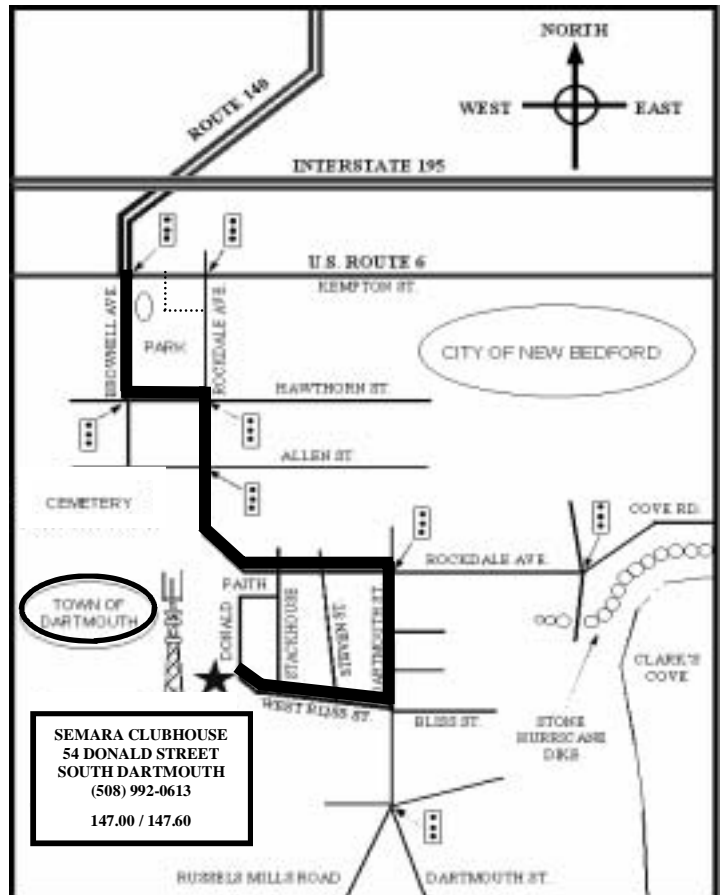 NORTH
ROUTE 140
WEST
EAST
INTERSTATE 195
U.S. ROUTE 6
KEMPTON ST.
BROWNELL AVE.
PARK
ROCKDALE AVE.
CITY OF NEW BEDFORD
HAWTHORN ST.
ALLEN ST.
CEMETERY
COVE RD.
ROCKDALE AVE.
FAITH
TOWN OF
DARTMOUTH
DONALD
STACKHOUSE
STEVEN ST.
DARTMOUTH ST.
CLARK'S
COVE
WEST BLISS ST.
BLISS ST.
STONE
HURRICANE
DIKE
SEMARA CLUBHOUSE
54 DONALD STREET
SOUTH DARTMOUTH
(508) 992-0613
147.00 / 147.60
RUSSELS MILLS ROAD
DARTMOUTH ST.